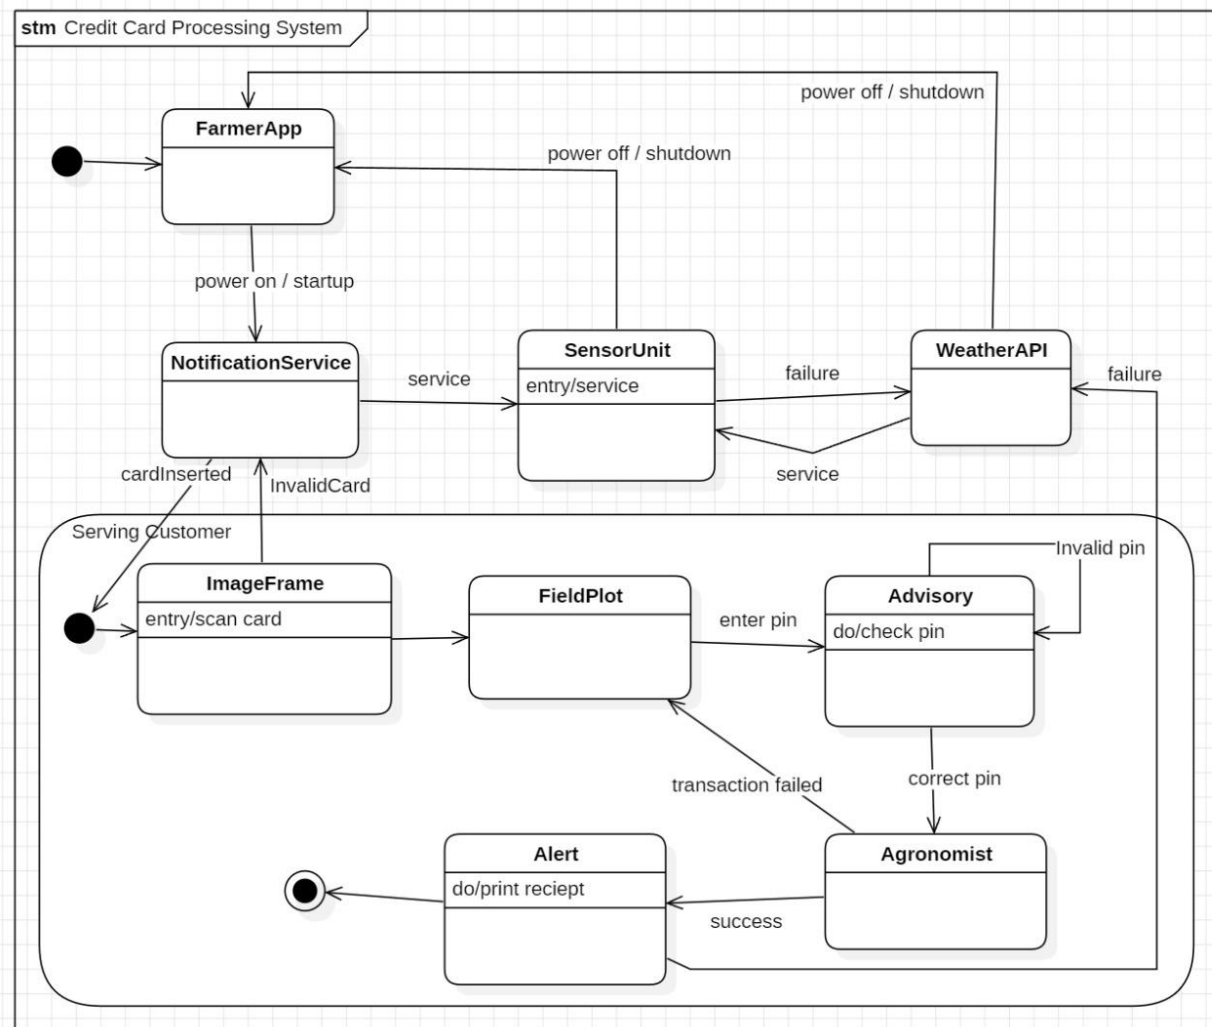 stm Credit Card Processing System
power off / shutdown
FarmerApp
power off / shutdown
power on / startup
NotificationService
SensorUnit
entry/service
WeatherAPI
service
failure
failure
service
cardInserted
InvalidCard
Serving Customer
ImageFrame
entry/scan card
FieldPlot
enter pin
Advisory
do/check pin
Invalid pin
transaction failed
correct pin
Alert
do/print reciept
success
Agronomist